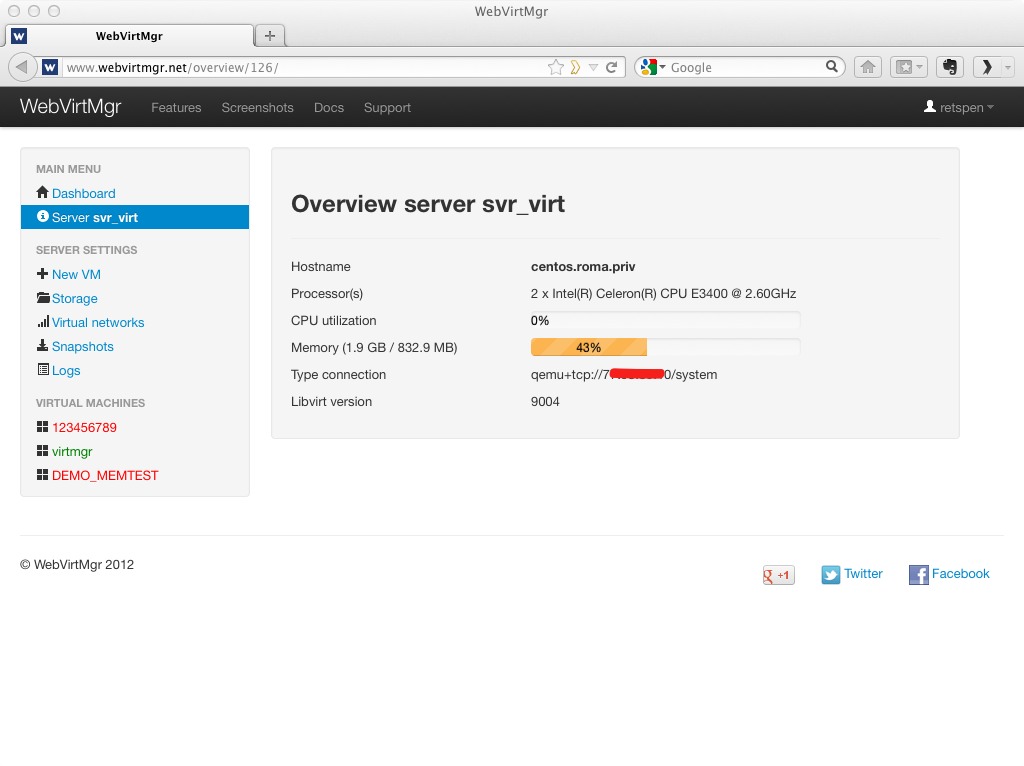 WebVirtMgr
WebVirtMgr
www.webvirtmgr.net/overview/126/
Google
WebVirtMgr Features Screenshots Docs Support retspen
MAIN MENU
Dashboard
Server svr_virt
SERVER SETTINGS
New VM
Storage
Virtual networks
Snapshots
Logs
VIRTUAL MACHINES
123456789
virtmgr
DEMO_MEMTEST
Overview server svr_virt
Hostname centos.roma.priv
Processor(s) 2 x Intel(R) Celeron(R) CPU E3400 @ 2.60GHz
CPU utilization 0%
Memory (1.9 GB / 832.9 MB) 43%
Type connection qemu+tcp://7 0/system
Libvirt version 9004
© WebVirtMgr 2012
g +1 Twitter Facebook